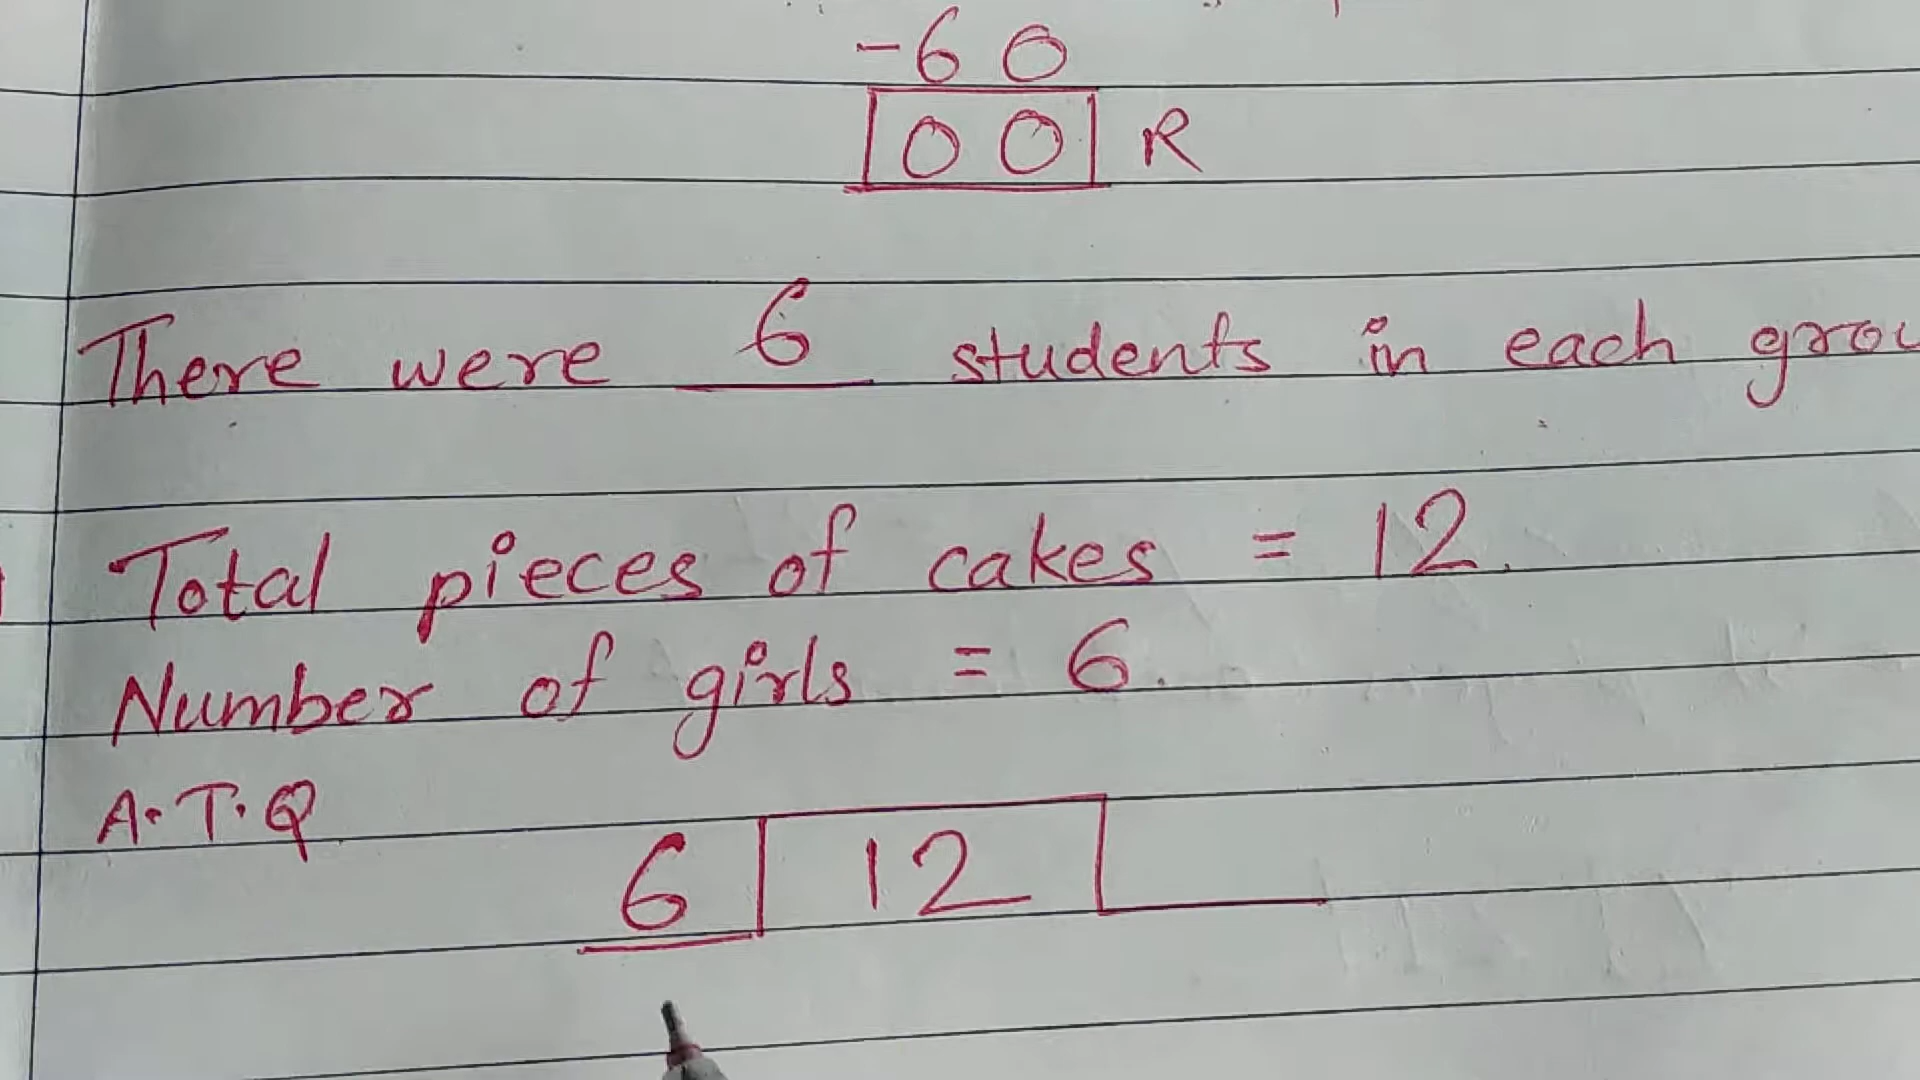 -60
00 R
There were 6 students in each grou
Total pieces of cakes = 12.
Number of girls = 6.
A.T.Q
6 12